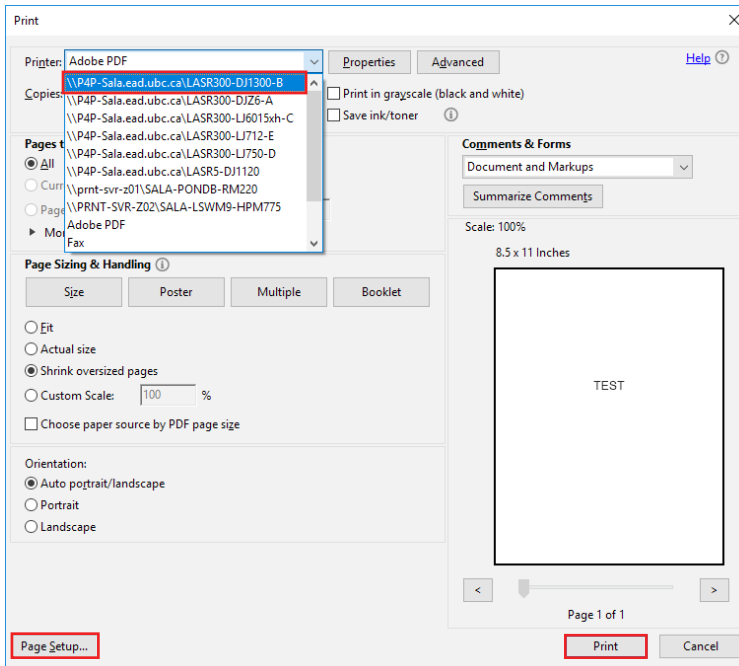 Print
Printer: Adobe PDF Properties Advanced Help
\\P4P-Sala.ead.ubc.ca\LASR300-DJ1300-B
Copies: Print in grayscale (black and white)
\\P4P-Sala.ead.ubc.ca\LASR300-DJZ6-A
\\P4P-Sala.ead.ubc.ca\LASR300-LJ6015xh-C
Save ink/toner
\\P4P-Sala.ead.ubc.ca\LASR300-LJ712-E
\\P4P-Sala.ead.ubc.ca\LASR300-LJ750-D
\\P4P-Sala.ead.ubc.ca\LASR5-DJ1120
\\prnt-svr-z01\SALA-PONDB-RM220
\\PRNT-SVR-Z02\SALA-LSWM9-HPM775
Adobe PDF
Fax
Pages t
All
Curr
Page
Mo
Comments & Forms
Document and Markups
Summarize Comments
Scale: 100%
8.5 x 11 Inches
Page Sizing & Handling
Size Poster Multiple Booklet
Fit
Actual size
Shrink oversized pages
Custom Scale: 100 %
Choose paper source by PDF page size
TEST
Orientation:
Auto portrait/landscape
Portrait
Landscape
< >
Page 1 of 1
Page Setup... Print Cancel